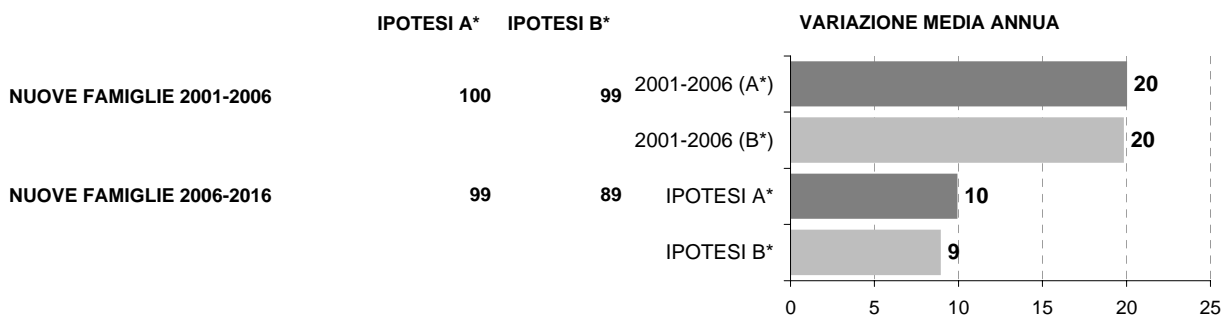 IPOTESI A* IPOTESI B* VARIAZIONE MEDIA ANNUA
NUOVE FAMIGLIE 2001-2006 100 99
NUOVE FAMIGLIE 2006-2016 99 89
2001-2006 (A*) 20
2001-2006 (B*) 20
IPOTESI A* 10
IPOTESI B* 9
0 5 10 15 20 25